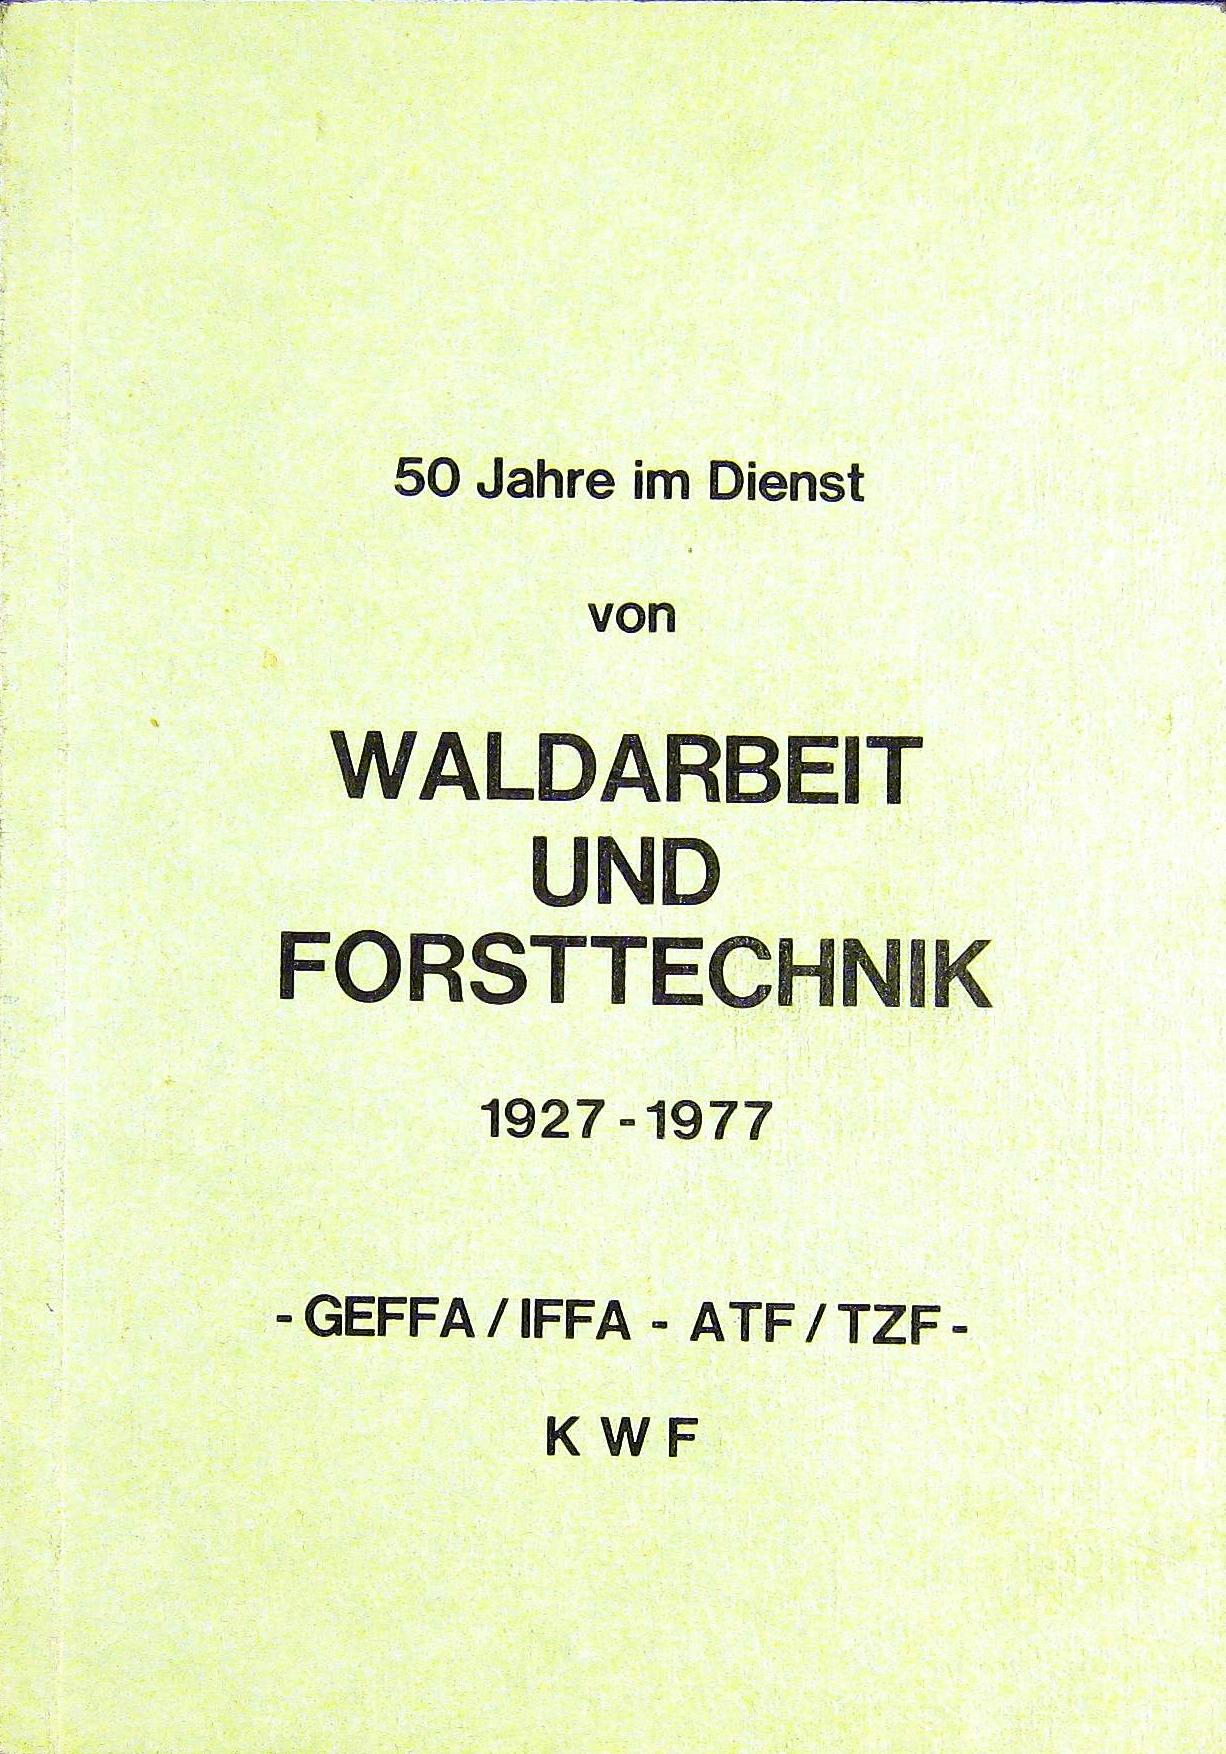 50 Jahre im Dienst
von
WALDARBEIT
UND
FORSTTECHNIK
1927 - 1977
- GEFFA / IFFA - ATF / TZF -
K W F